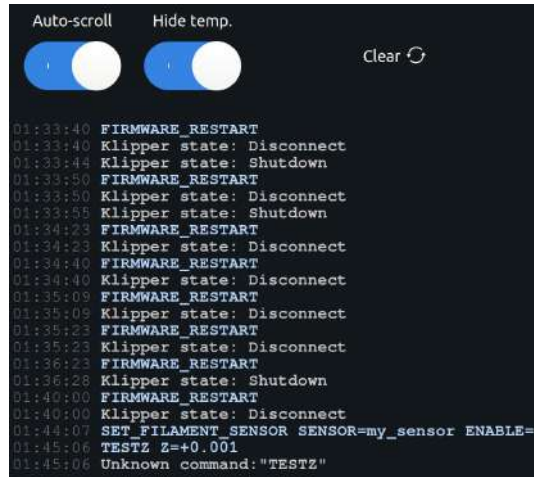 Auto-scroll Hide temp.
Clear
01:33:40 FIRMWARE_RESTART
01:33:40 Klipper state: Disconnect
01:33:44 Klipper state: Shutdown
01:33:50 FIRMWARE_RESTART
01:33:50 Klipper state: Disconnect
01:33:55 Klipper state: Shutdown
01:34:23 FIRMWARE_RESTART
01:34:23 Klipper state: Disconnect
01:34:40 FIRMWARE_RESTART
01:34:40 Klipper state: Disconnect
01:35:09 FIRMWARE_RESTART
01:35:09 Klipper state: Disconnect
01:35:23 FIRMWARE_RESTART
01:35:23 Klipper state: Disconnect
01:36:23 FIRMWARE_RESTART
01:36:28 Klipper state: Shutdown
01:40:00 FIRMWARE_RESTART
01:40:00 Klipper state: Disconnect
01:44:07 SET_FILAMENT_SENSOR SENSOR=my_sensor ENABLE=
01:45:06 TESTZ Z=+0.001
01:45:06 Unknown command:"TESTZ"